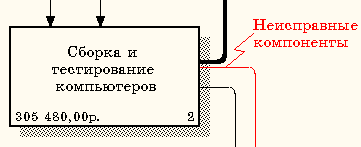 Неисправные
компоненты
Сборка и
тестирование
компьютеров
305 480,00р.
2